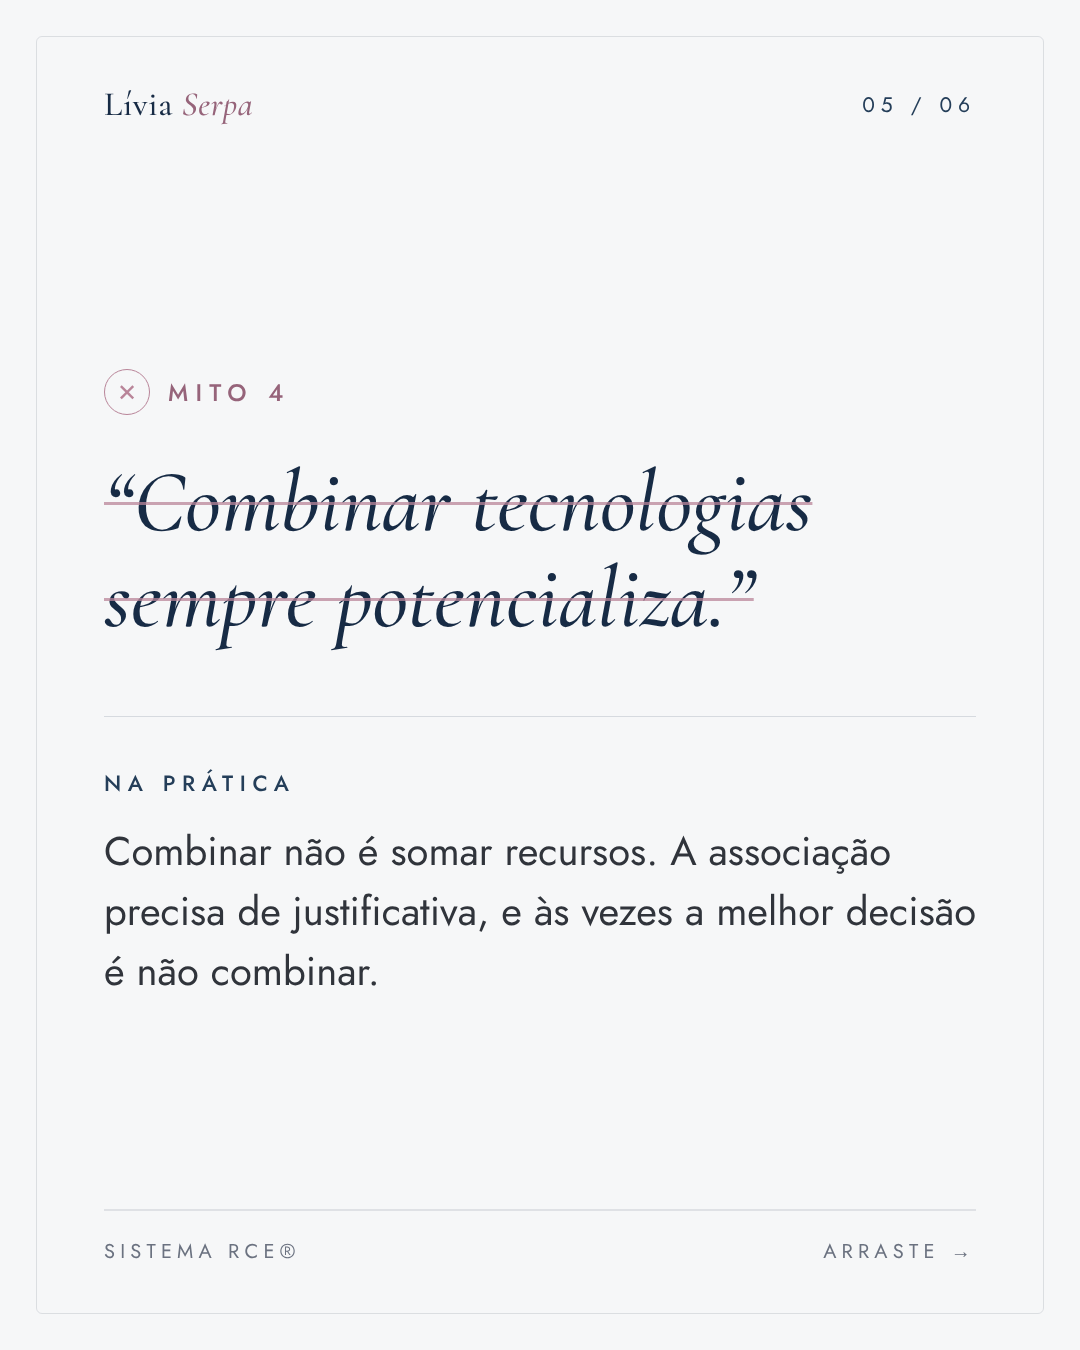 Lívia Serpa
05 / 06
MITO 4
“Combinar tecnologias
sempre potencializa.”
NA PRÁTICA
Combinar não é somar recursos. A associação
precisa de justificativa, e às vezes a melhor decisão
é não combinar.
SISTEMA RCE®
ARRASTE →